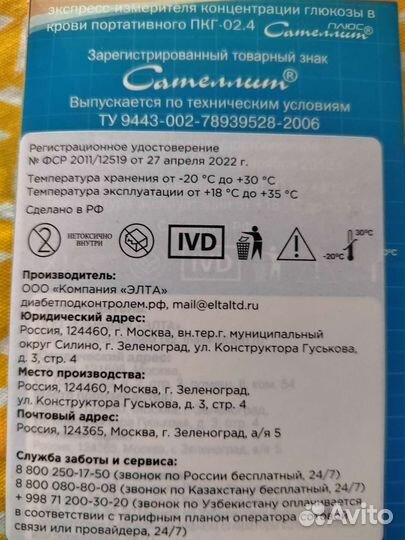 экспресс-измерителя концентрации глюкозы в
крови портативного ПКГ-02.4 Сателлит® ПЛЮС
Зарегистрированный товарный знак
Сателлит®
Выпускается по техническим условиям
ТУ 9443-002-78939528-2006
Регистрационное удостоверение
№ ФСР 2011/12519 от 27 апреля 2022 г.
Температура хранения от -20 °С до +30 °С
Температура эксплуатации от +18 °С до +35 °С
Сделано в РФ
2 НЕТОКСИЧНО ВНУТРИ IVD -20°C 30°C
Производитель:
ООО «Компания «ЭЛТА»
диабетподконтролем.рф, mail@eltaltd.ru
Юридический адрес:
Россия, 124460, г. Москва, вн.тер.г. муниципальный
округ Силино, г. Зеленоград, ул. Конструктора Гуськова,
д. 3, стр. 4
Место производства:
Россия, 124460, Москва, г. Зеленоград,
ул. Конструктора Гуськова, д. 3, стр. 4
Почтовый адрес:
Россия, 124365, Москва, г. Зеленоград, а/я 5
Служба заботы и сервиса:
8 800 250-17-50 (звонок по России бесплатный, 24/7)
8 800 080-80-08 (звонок по Казахстану бесплатный, 24/7)
+ 998 71 200-30-20 (звонок по Узбекистану оплачивается
в соответствии с тарифным планом оператора
связи или провайдера, 24/7)
Avito